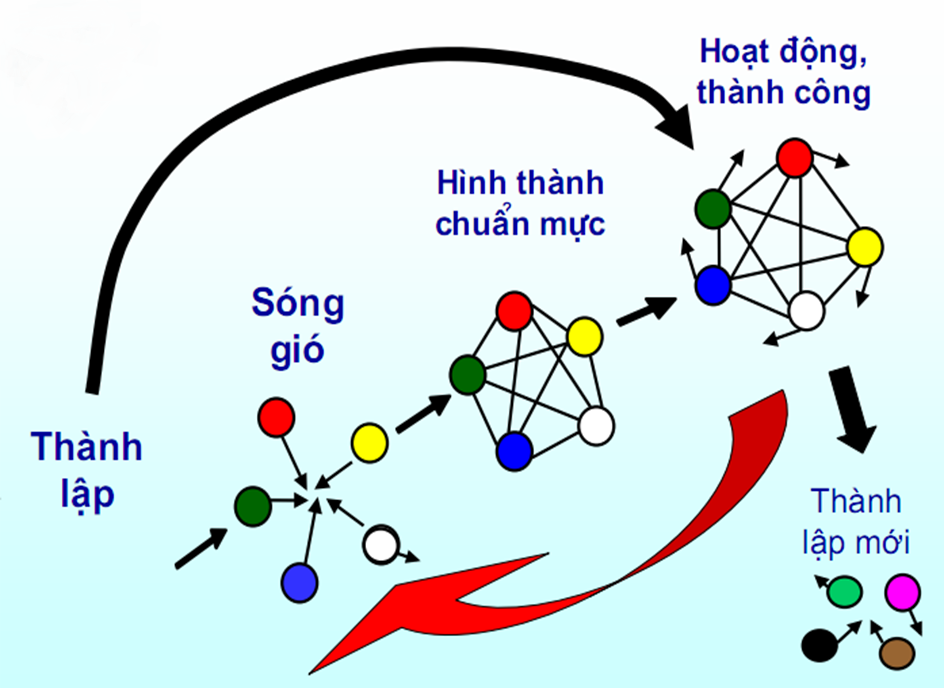 Thành
lập
Sóng
gió
Hình thành
chuẩn mực
Hoạt động,
thành công
Thành
lập mới